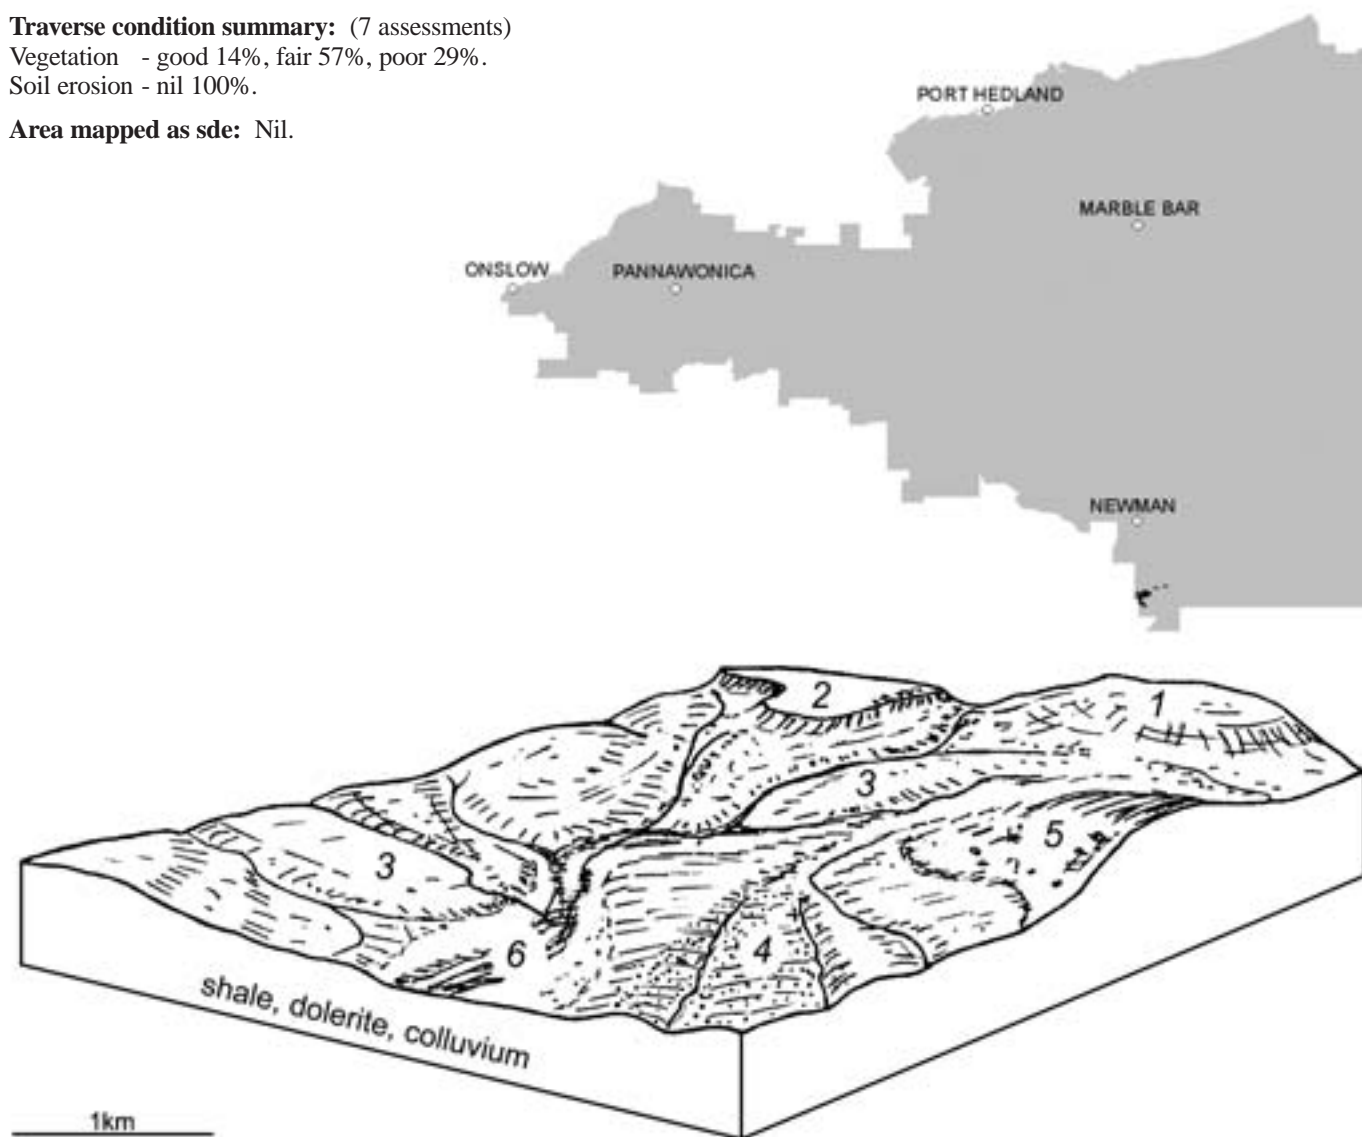 Traverse condition summary: (7 assessments)
Vegetation - good 14%, fair 57%, poor 29%.
Soil erosion - nil 100%.
Area mapped as sde: Nil.
PORT HEDLAND
MARBLE BAR
ONSLOW
PANNAWONICA
NEWMAN
2
1
3
5
3
6
4
shale, dolerite, colluvium
1km